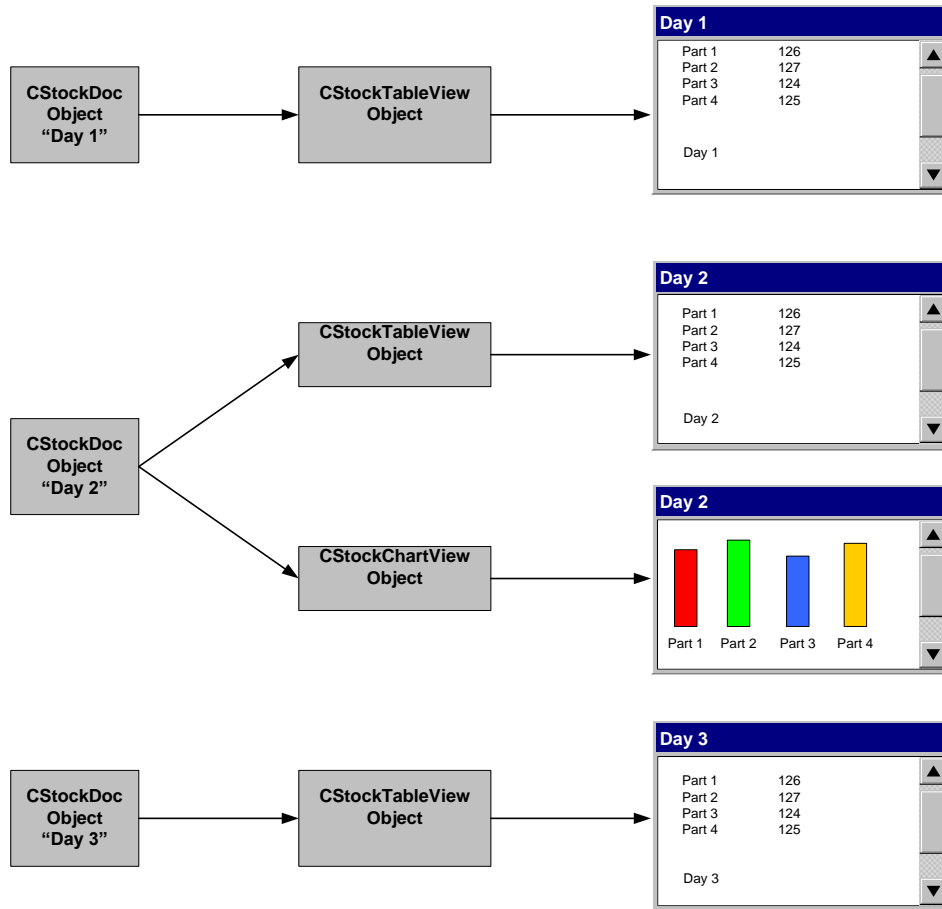 CStockDoc
Object
“Day 1”
CStockTableView
Object
Day 1
Part 1 126
Part 2 127
Part 3 124
Part 4 125
Day 1
CStockDoc
Object
“Day 2”
CStockTableView
Object
Day 2
Part 1 126
Part 2 127
Part 3 124
Part 4 125
Day 2
CStockChartView
Object
Day 2
Part 1 Part 2 Part 3 Part 4
CStockDoc
Object
“Day 3”
CStockTableView
Object
Day 3
Part 1 126
Part 2 127
Part 3 124
Part 4 125
Day 3